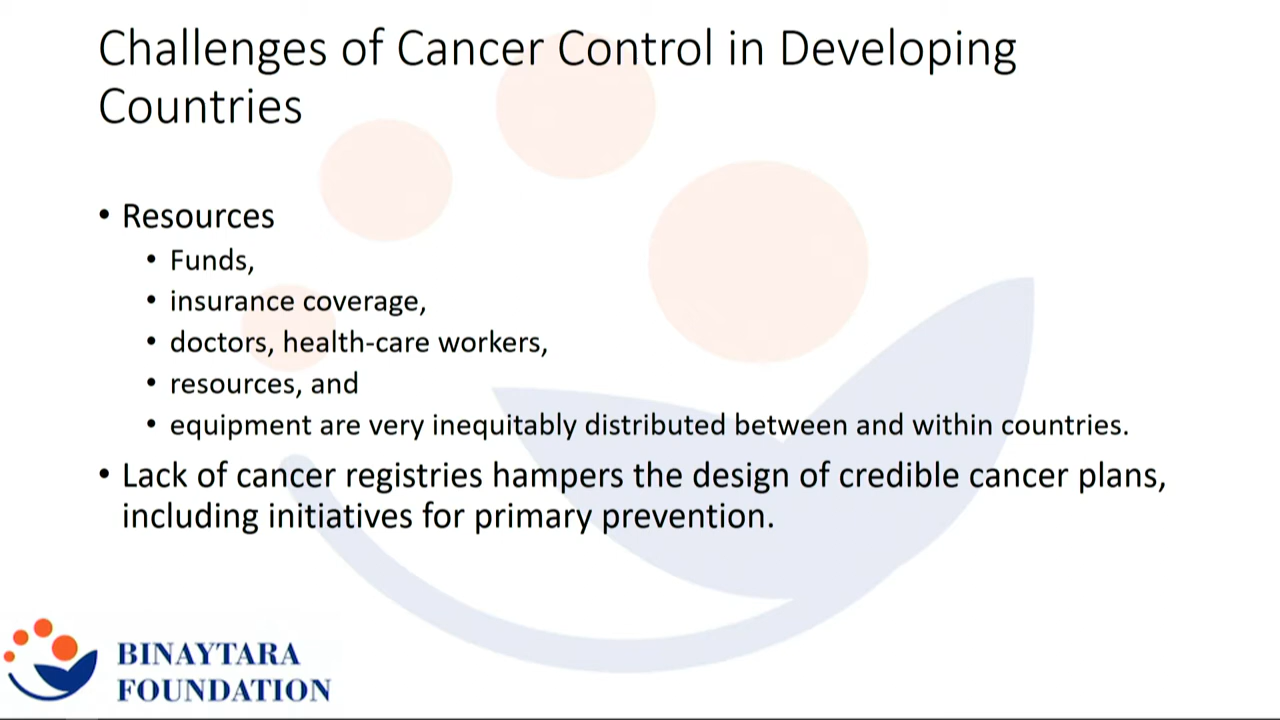 Challenges of Cancer Control in Developing
Countries
• Resources
• Funds,
• insurance coverage,
• doctors, health-care workers,
• resources, and
• equipment are very inequitably distributed between and within countries.
• Lack of cancer registries hampers the design of credible cancer plans,
including initiatives for primary prevention.
BINAYTARA
FOUNDATION